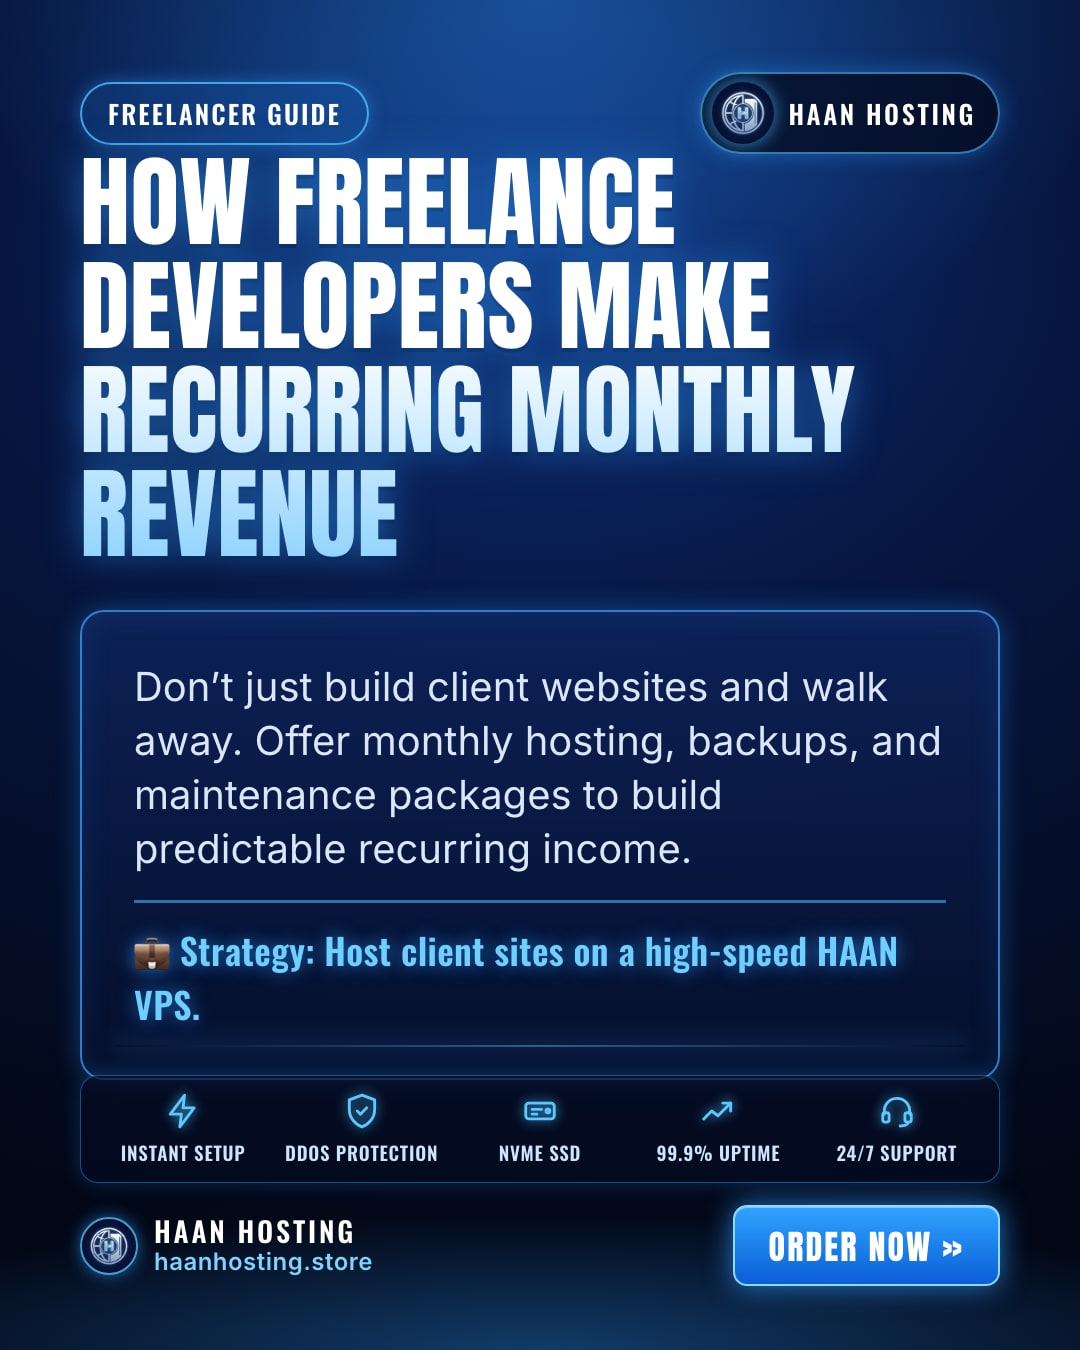 FREELANCER GUIDE
HAAN HOSTING
HOW FREELANCE
DEVELOPERS MAKE
RECURRING MONTHLY
REVENUE
Don’t just build client websites and walk
away. Offer monthly hosting, backups, and
maintenance packages to build
predictable recurring income.
💼 Strategy: Host client sites on a high-speed HAAN
VPS.
INSTANT SETUP
DDOS PROTECTION
NVME SSD
99.9% UPTIME
24/7 SUPPORT
HAAN HOSTING
haanhosting.store
ORDER NOW »